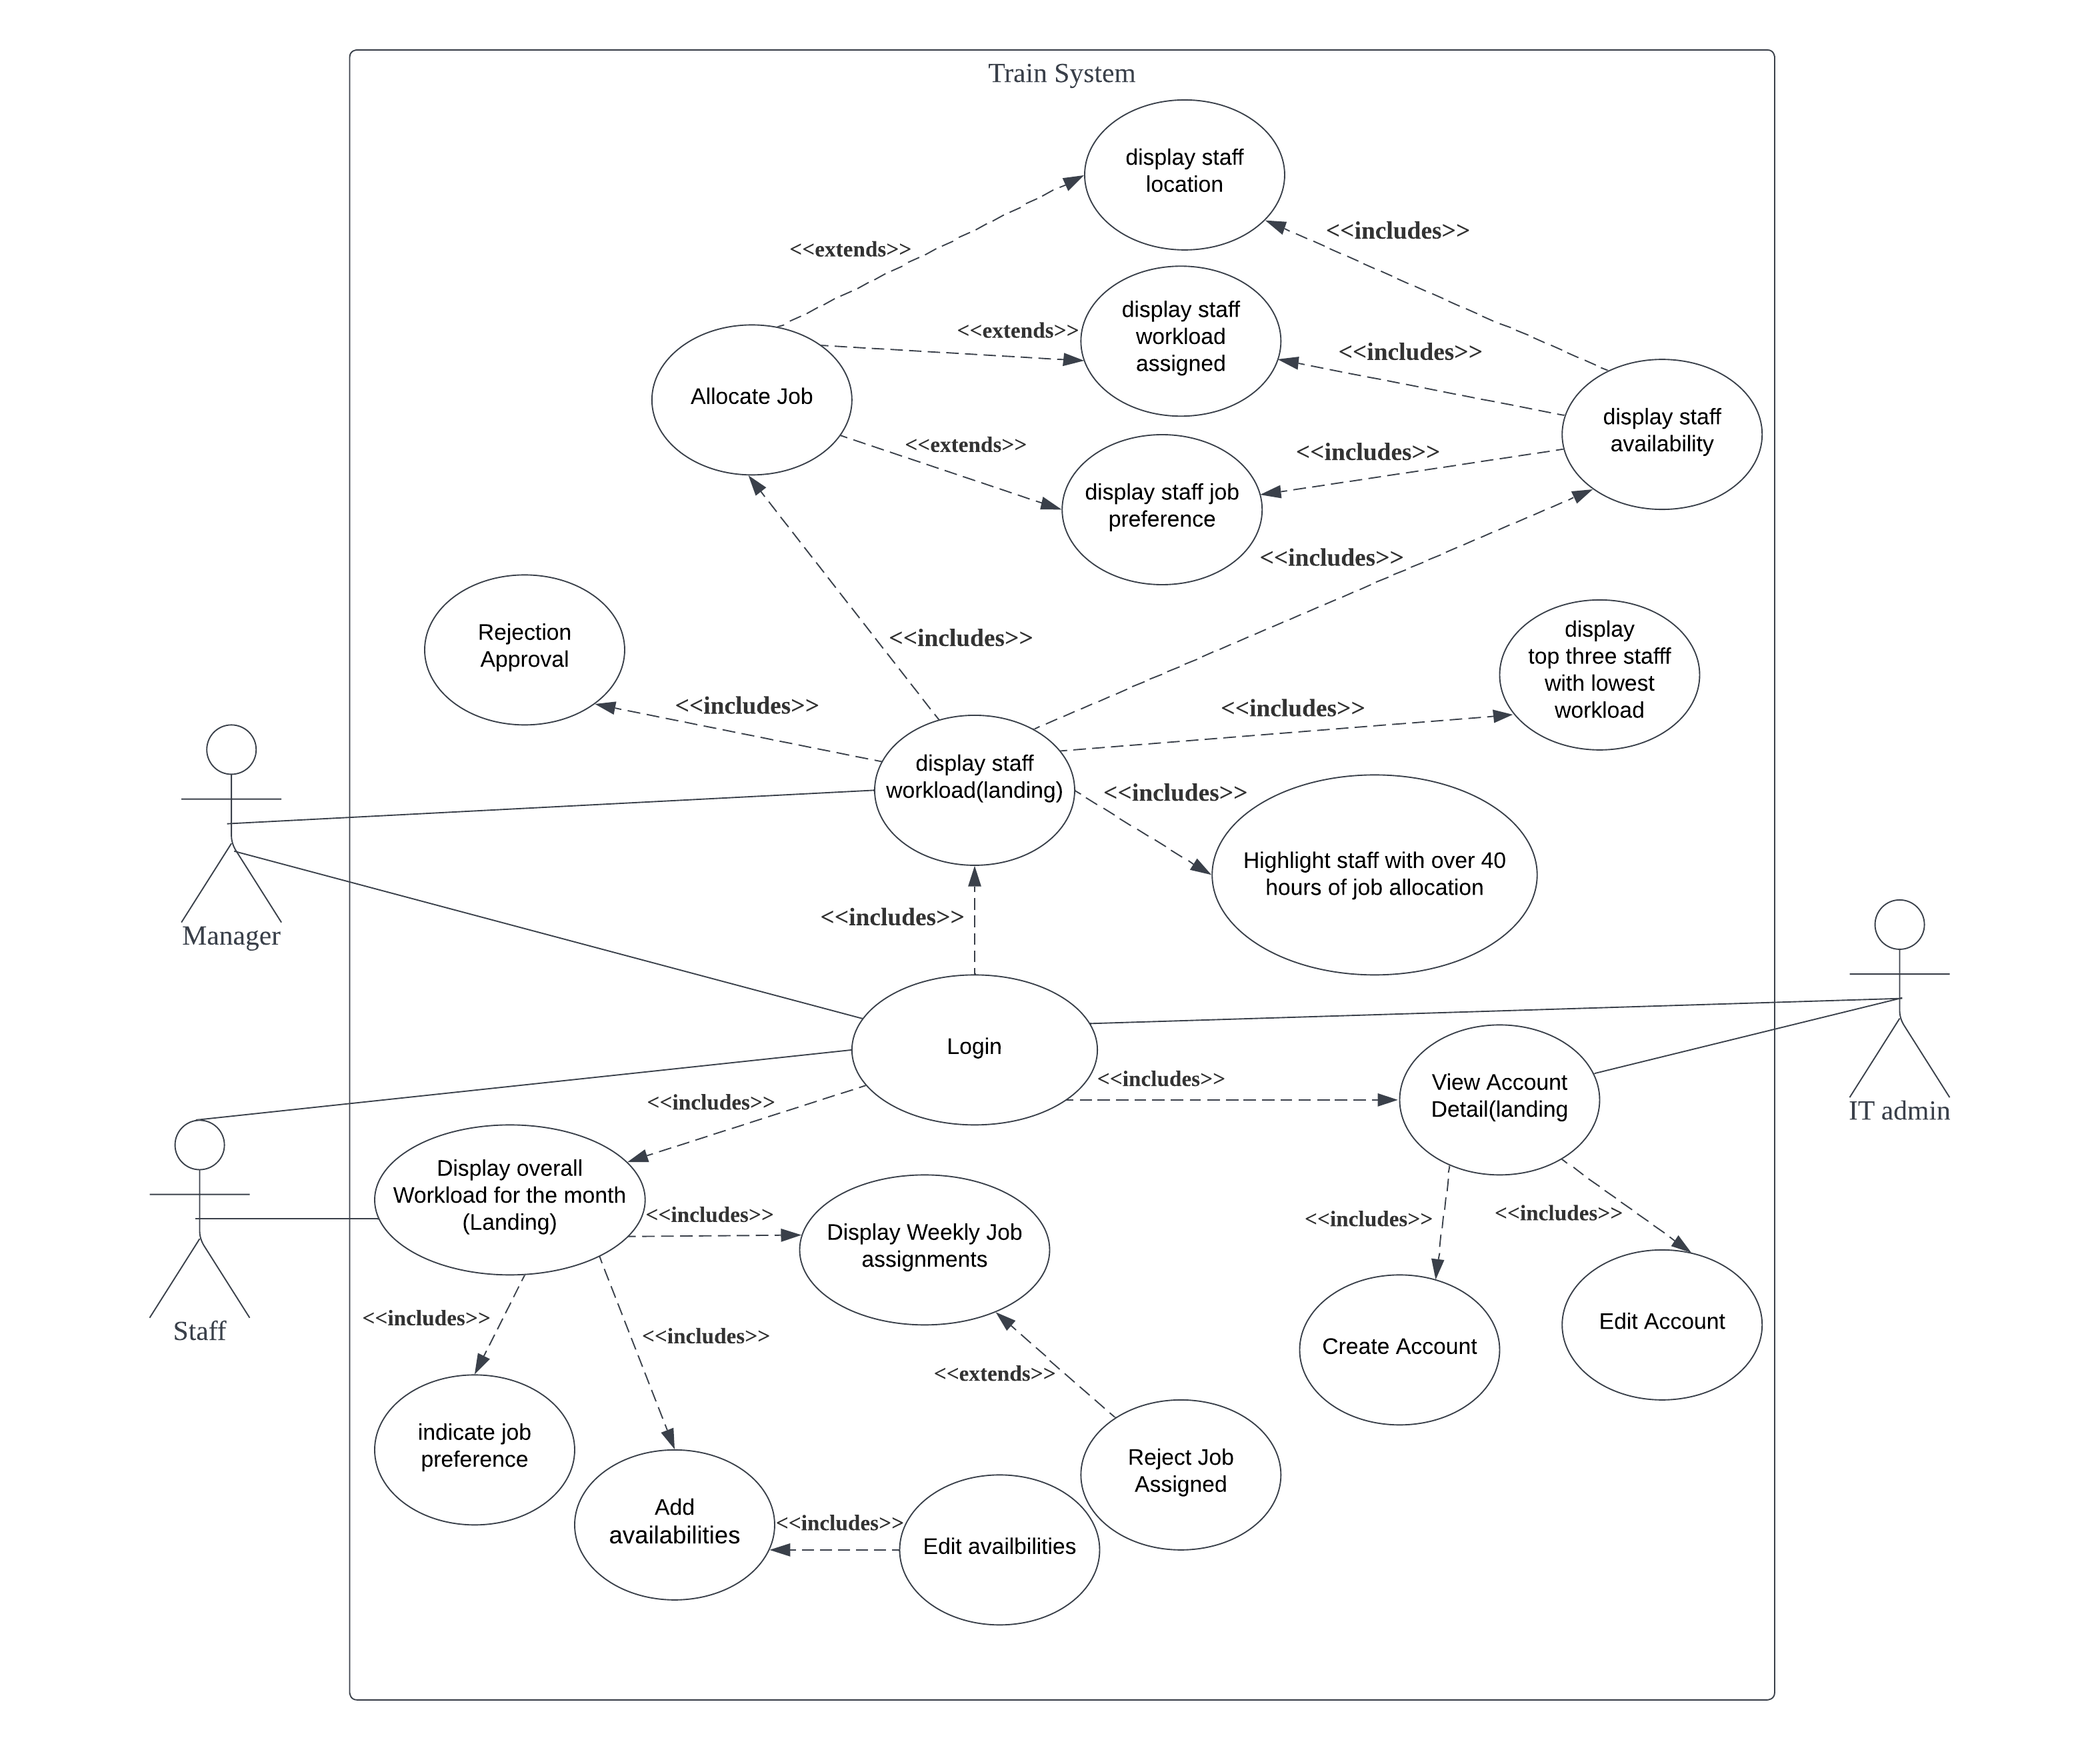 Train System
display staff
location
<<includes>>
<<extends>>
display staff
workload
assigned
<<extends>>
<<includes>>
Allocate Job
display staff
availability
<<extends>>
<<includes>>
display staff job
preference
<<includes>>
Rejection
Approval
<<includes>>
display
top three stafff
with lowest
workload
<<includes>>
<<includes>>
display staff
workload(landing)
<<includes>>
Highlight staff with over 40
hours of job allocation
Manager
<<includes>>
Login
IT admin
<<includes>>
View Account
Detail(landing
<<includes>>
Display overall
Workload for the month
(Landing)
<<includes>>
Display Weekly Job
assignments
<<includes>>
<<includes>>
Staff
<<includes>>
<<includes>>
Create Account
Edit Account
<<extends>>
indicate job
preference
Reject Job
Assigned
Add
availabilities
<<includes>>
Edit availbilities